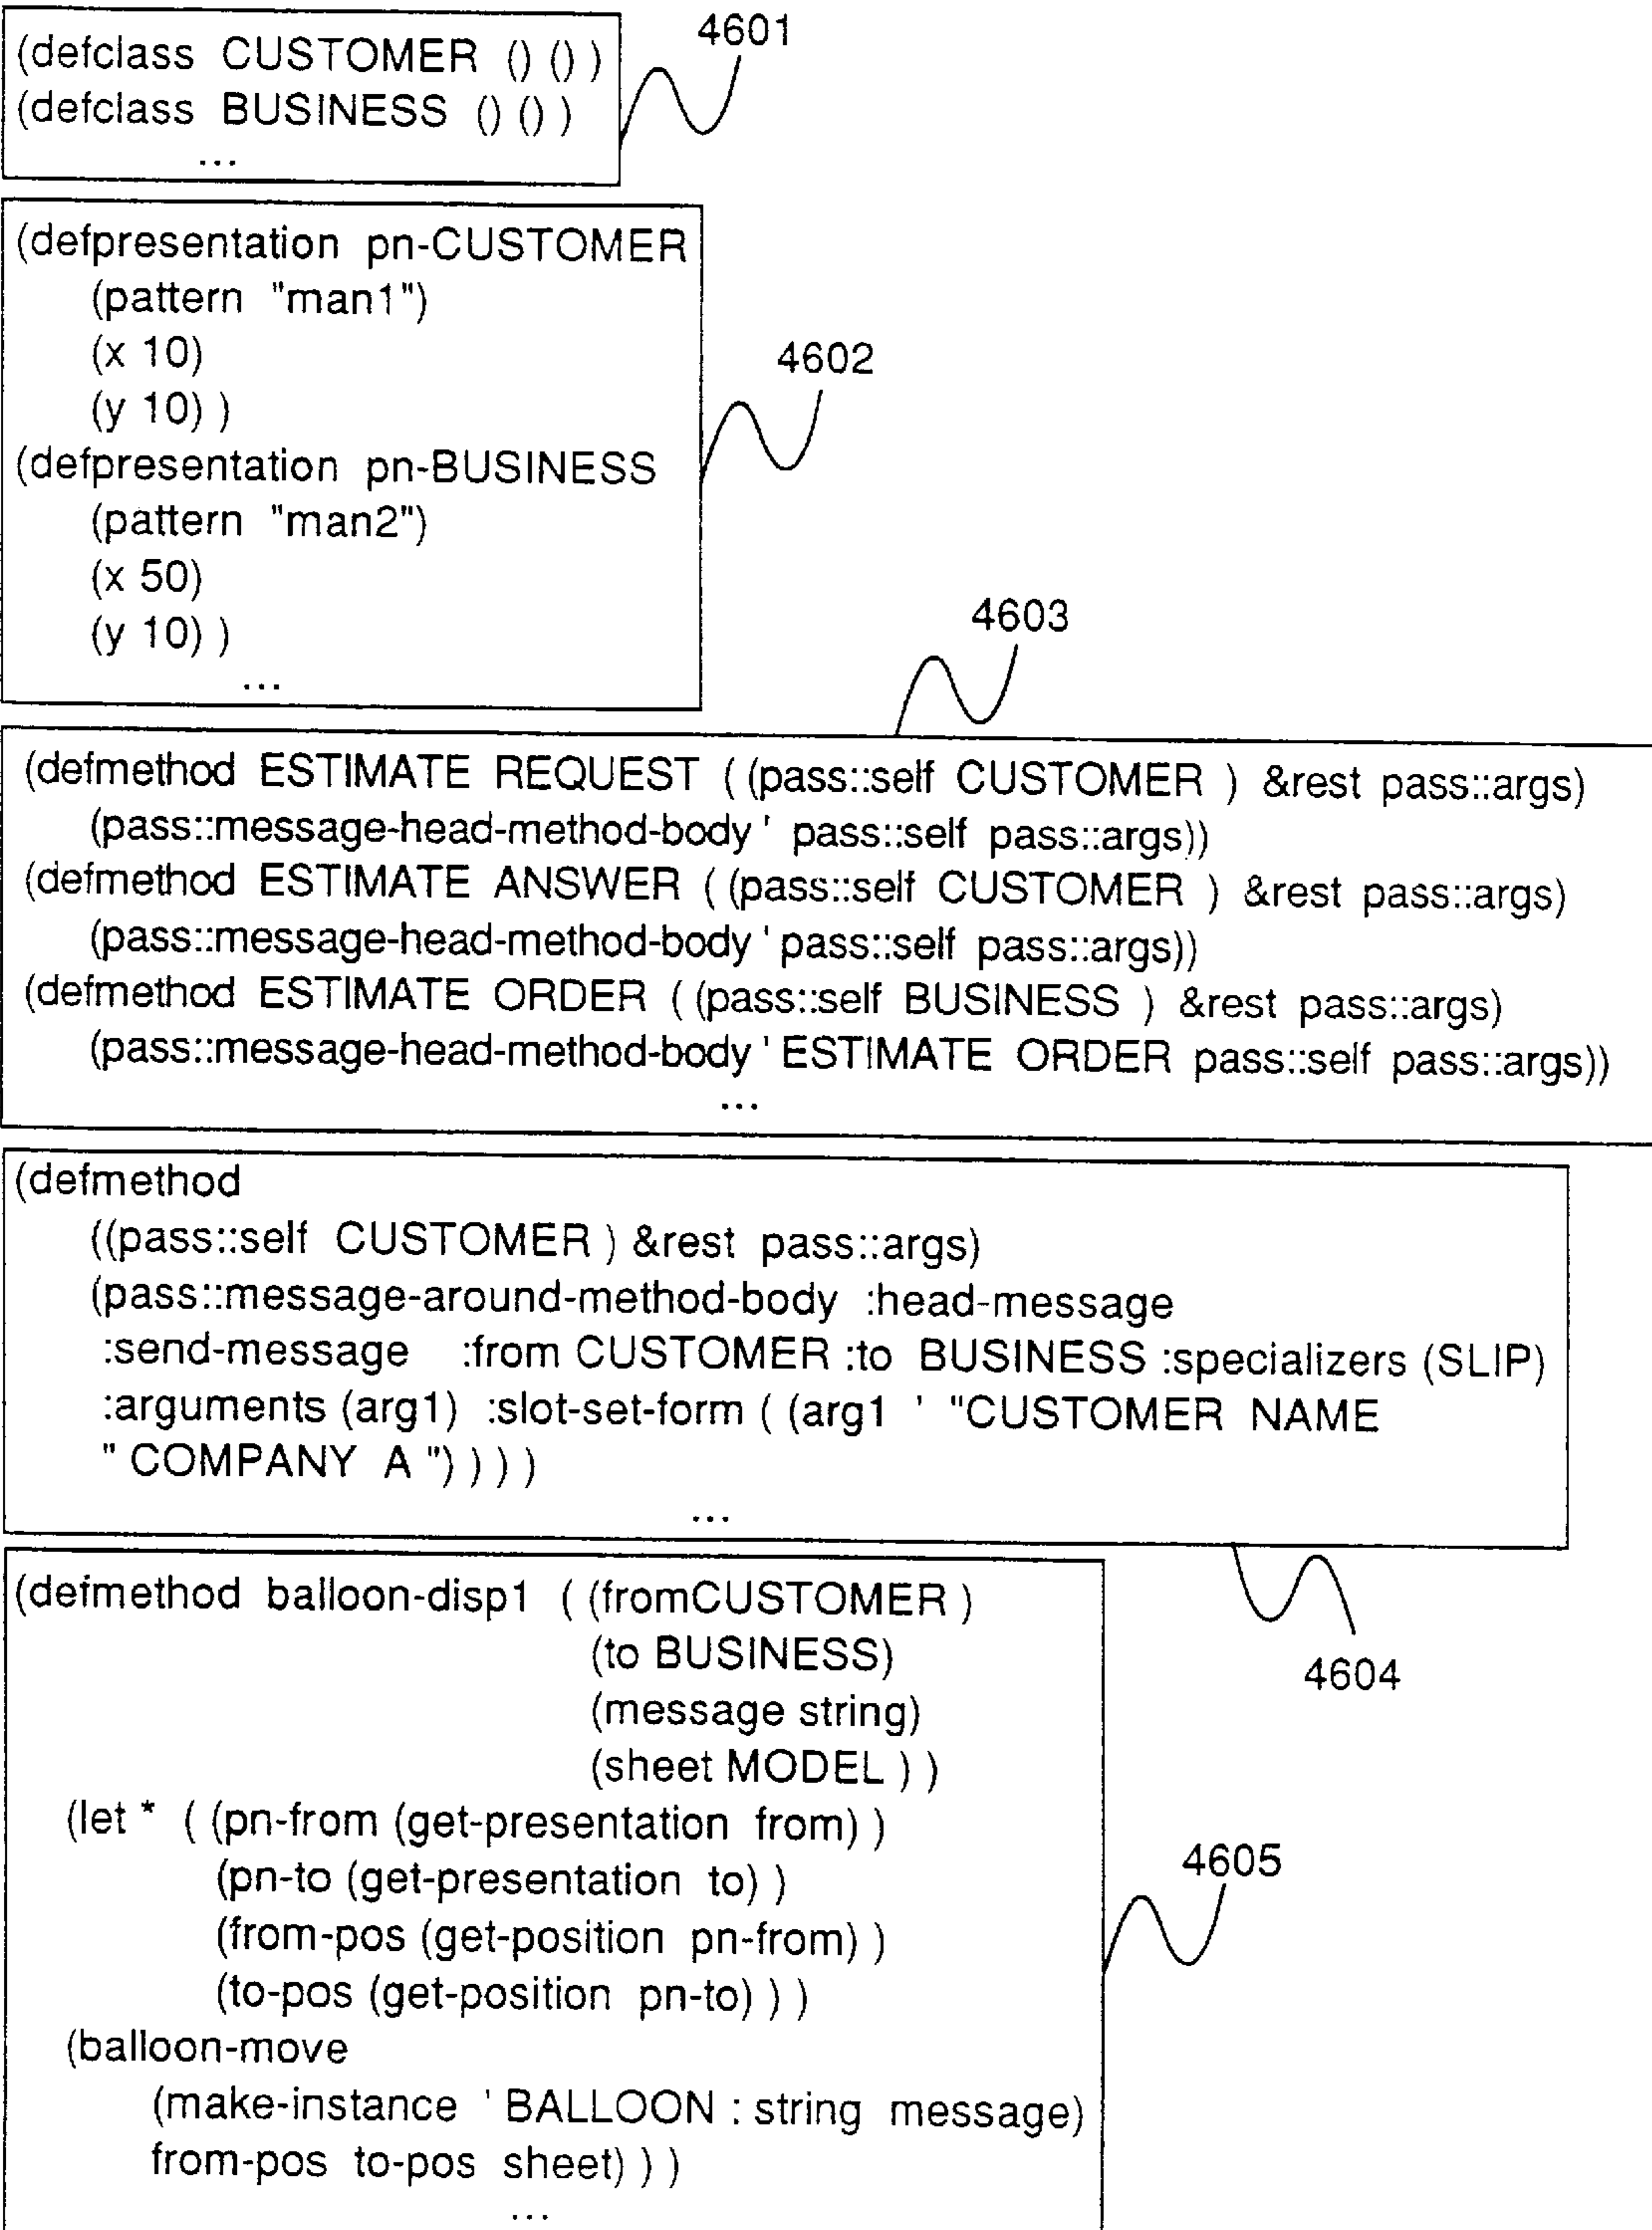 (defclass CUSTOMER () () )
(defclass BUSINESS () () )
...
4601
(defpresentation pn-CUSTOMER
(pattern "man1")
(x 10)
(y 10) )
(defpresentation pn-BUSINESS
(pattern "man2")
(x 50)
(y 10) )
...
4602
4603
(defmethod ESTIMATE REQUEST ( (pass::self CUSTOMER ) &rest pass::args)
(pass::message-head-method-body ' pass::self pass::args))
(defmethod ESTIMATE ANSWER ( (pass::self CUSTOMER ) &rest pass::args)
(pass::message-head-method-body ' pass::self pass::args))
(defmethod ESTIMATE ORDER ( (pass::self BUSINESS ) &rest pass::args)
(pass::message-head-method-body ' ESTIMATE ORDER pass::self pass::args))
...
(defmethod
((pass::self CUSTOMER ) &rest pass::args)
(pass::message-around-method-body :head-message
:send-message :from CUSTOMER :to BUSINESS :specializers (SLIP)
:arguments (arg1) :slot-set-form ( (arg1 ' "CUSTOMER NAME
" COMPANY A ") ) ) )
...
4604
(defmethod balloon-disp1 ( (fromCUSTOMER )
(to BUSINESS)
(message string)
(sheet MODEL ) )
(let * ( (pn-from (get-presentation from) )
(pn-to (get-presentation to) )
(from-pos (get-position pn-from) )
(to-pos (get-position pn-to) ) )
(balloon-move
(make-instance ' BALLOON : string message)
from-pos to-pos sheet) ) )
...
4605